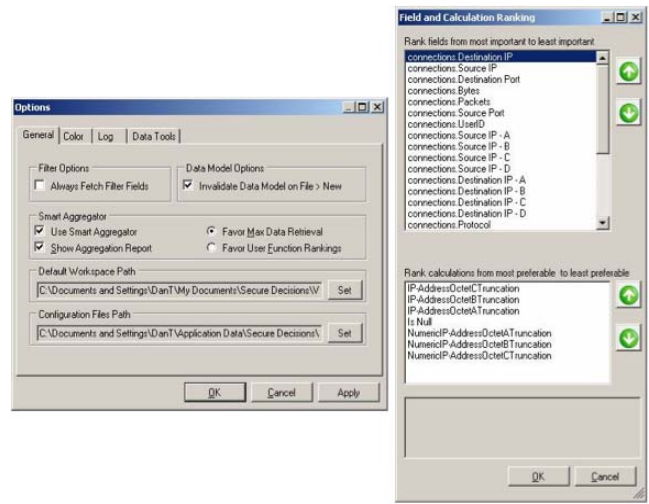 Options
General
Color
Log
Data Tools
Filter Options
Always Fetch Filter Fields
Data Model Options
Invalidate Data Model on File > New
Smart Aggregator
Use Smart Aggregator
Favor Max Data Retrieval
Show Aggregation Report
Favor User Function Rankings
Default Workspace Path
C:\Documents and Settings\DanT\My Documents\Secure Decisions\V
Set
Configuration Files Path
C:\Documents and Settings\DanT\Application Data\Secure Decisions\
Set
OK
Cancel
Apply
Field and Calculation Ranking
Rank fields from most important to least important
connections.Destination IP
connections.Source IP
connections.Destination Port
connections.Bytes
connections.Packets
connections.Source Port
connections.UserID
connections.Source IP - A
connections.Source IP - B
connections.Source IP - C
connections.Source IP - D
connections.Destination IP - A
connections.Destination IP - B
connections.Destination IP - C
connections.Destination IP - D
connections.Protocol
Rank calculations from most preferable to least preferable
IP-AddressOctetCTruncation
IP-AddressOctetBTruncation
IP-AddressOctetATruncation
Is Null
NumericIP-AddressOctetATruncation
NumericIP-AddressOctetBTruncation
NumericIP-AddressOctetCTruncation
OK
Cancel